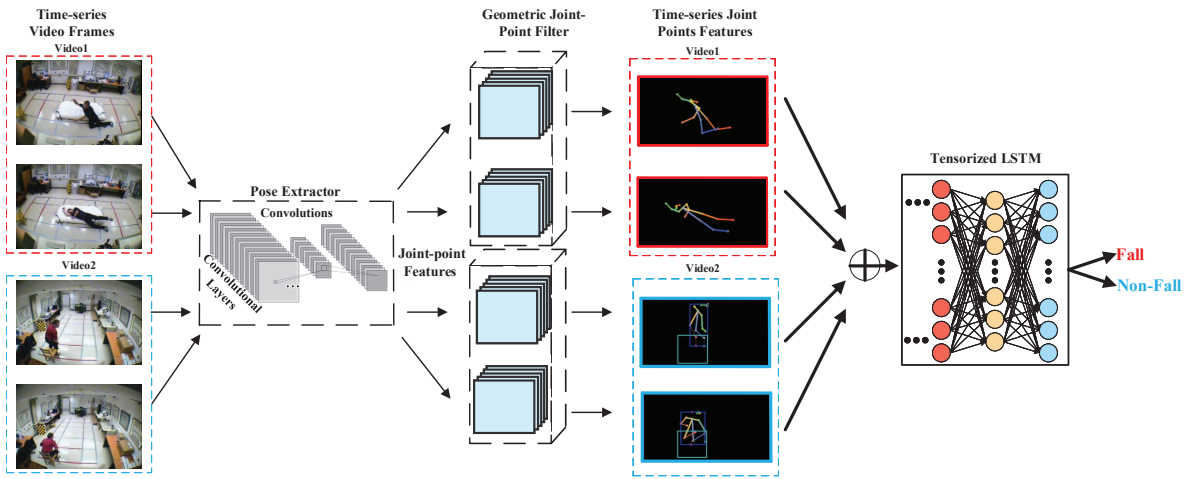 Time-series
Video Frames
Video1
Video2
Pose Extractor
Convolutions
Convolutional
Layers
Joint-point
Features
Geometric Joint-
Point Filter
Time-series Joint
Points Features
Video1
Video2
Tensorized LSTM
Fall
Non-Fall